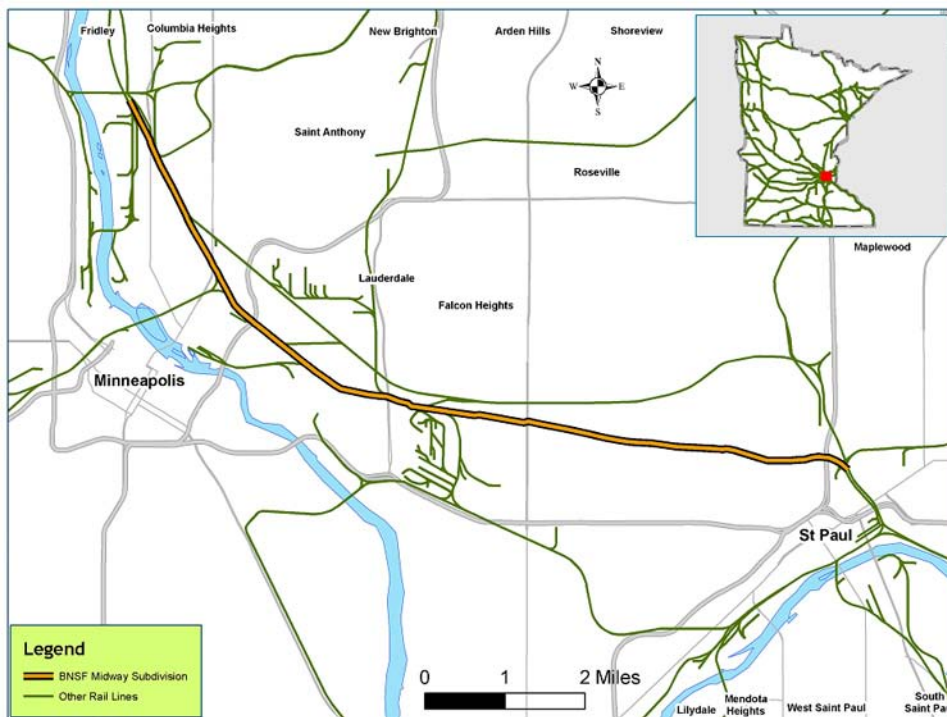 Fridley
Columbia Heights
New Brighton
Arden Hills
Shoreview
N
W E
S
Saint Anthony
Roseville
Maplewood
Lauderdale
Falcon Heights
Minneapolis
St Paul
Legend
BNSF Midway Subdivision
Other Rail Lines
0 1 2 Miles
Lilydale
Mendota
Heights
West Saint Paul
South
Saint Pa